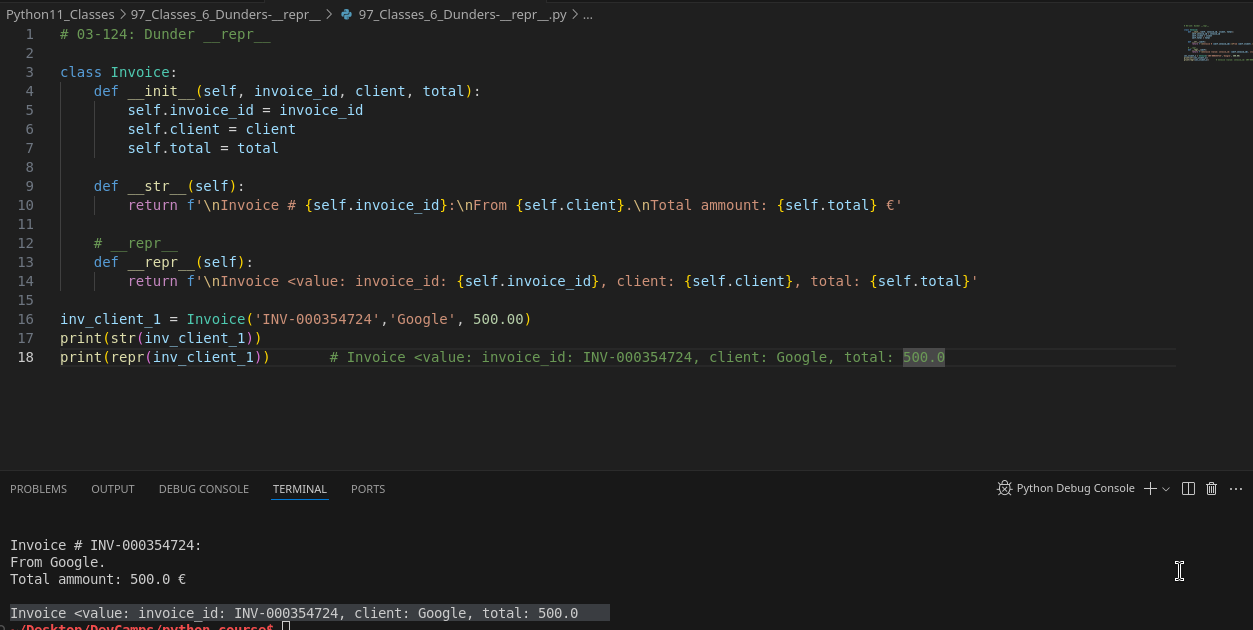 Python11_Classes > 97_Classes_6_Dunders-__repr__ > 97_Classes_6_Dunders-__repr__.py > ...
1 # 03-124: Dunder __repr__
2
3 class Invoice:
4     def __init__(self, invoice_id, client, total):
5         self.invoice_id = invoice_id
6         self.client = client
7         self.total = total
8
9     def __str__(self):
10         return f'\nInvoice # {self.invoice_id}:\nFrom {self.client}.\nTotal ammount: {self.total} €'
11
12     # __repr__
13     def __repr__(self):
14         return f'\nInvoice <value: invoice_id: {self.invoice_id}, client: {self.client}, total: {self.total}'
15
16 inv_client_1 = Invoice('INV-000354724','Google', 500.00)
17 print(str(inv_client_1))
18 print(repr(inv_client_1))       # Invoice <value: invoice_id: INV-000354724, client: Google, total: 500.0
PROBLEMS OUTPUT DEBUG CONSOLE TERMINAL PORTS Python Debug Console
Invoice # INV-000354724:
From Google.
Total ammount: 500.0 €
Invoice <value: invoice_id: INV-000354724, client: Google, total: 500.0
~/Desktop/DevCamps/python-course$